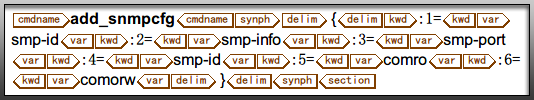 cmdname add_snmpcfg cmdname synph delim { delim kwd :1= kwd var
smp-id var kwd :2= kwd var smp-info var kwd :3= kwd var smp-port
var kwd :4= kwd var smp-id var kwd :5= kwd var comro var kwd :6=
kwd var comorw var delim } delim synph section